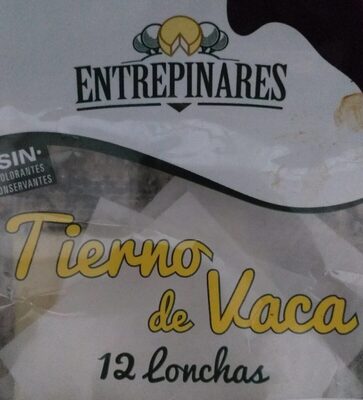 ENTREPINARES
SIN
COLORANTES
CONSERVANTES
Tierno
de Vaca
12 lonchas